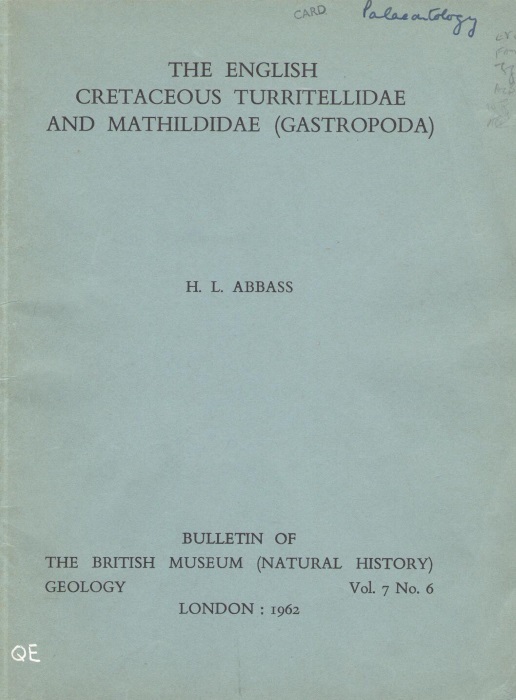 CARD
Palaeontology
THE ENGLISH
CRETACEOUS TURRITELLIDAE
AND MATHILDIDAE (GASTROPODA)
H. L. ABBASS
BULLETIN OF
THE BRITISH MUSEUM (NATURAL HISTORY)
GEOLOGY Vol. 7 No. 6
LONDON : 1962
QE